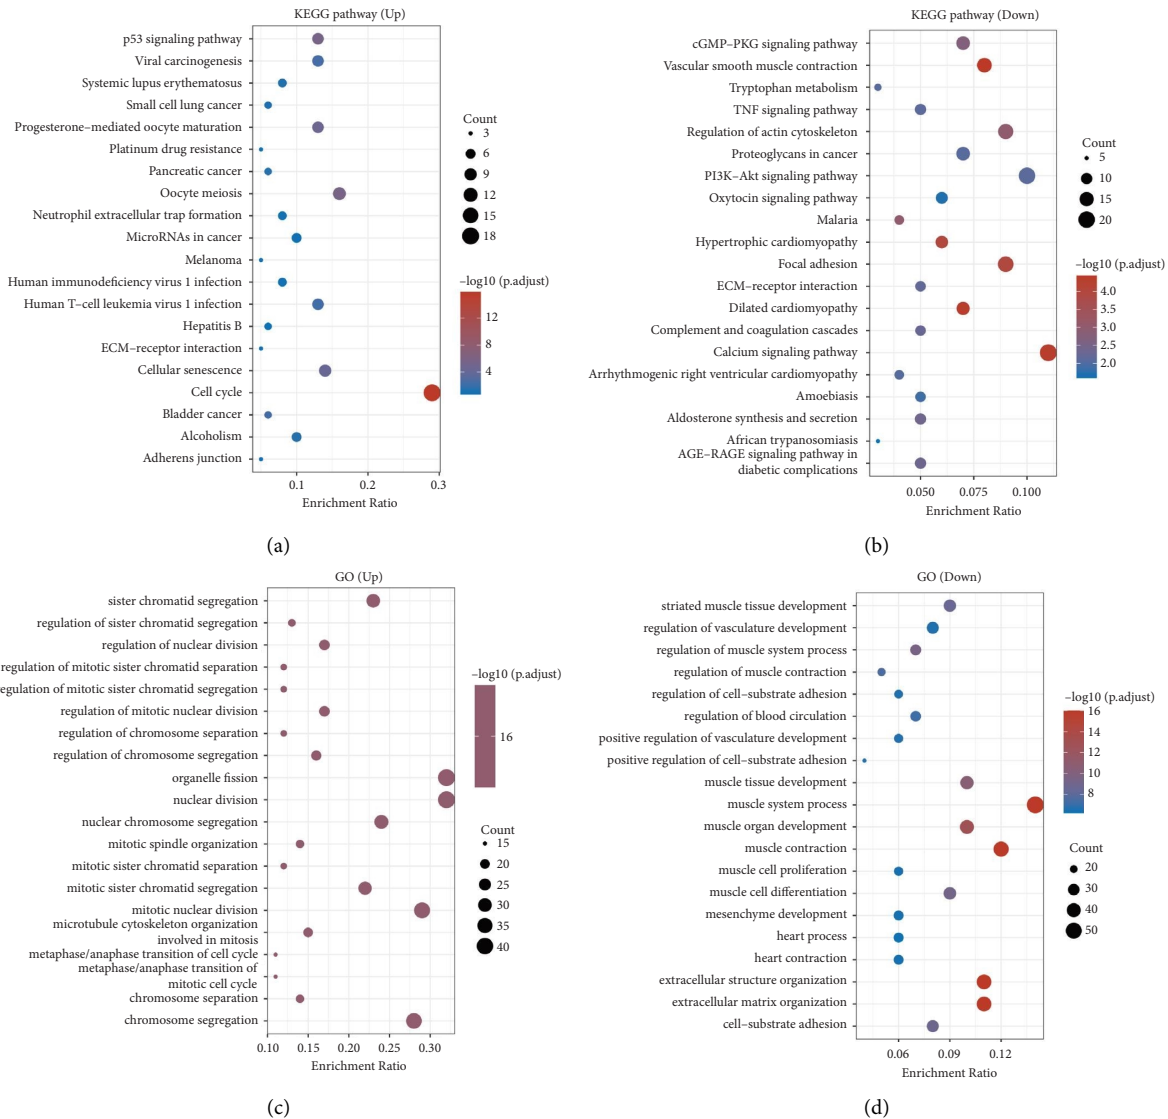 KEGG pathway (Up)
p53 signaling pathway
Viral carcinogenesis
Systemic lupus erythematosus
Small cell lung cancer
Progesterone–mediated oocyte maturation
Platinum drug resistance
Pancreatic cancer
Oocyte meiosis
Neutrophil extracellular trap formation
MicroRNAs in cancer
Melanoma
Human immunodeficiency virus 1 infection
Human T–cell leukemia virus 1 infection
Hepatitis B
ECM–receptor interaction
Cellular senescence
Cell cycle
Bladder cancer
Alcoholism
Adherens junction
0.1 0.2 0.3
Enrichment Ratio
Count
3
6
9
12
15
18
–log10 (p.adjust)
12
8
4
(a)
KEGG pathway (Down)
cGMP–PKG signaling pathway
Vascular smooth muscle contraction
Tryptophan metabolism
TNF signaling pathway
Regulation of actin cytoskeleton
Proteoglycans in cancer
PI3K–Akt signaling pathway
Oxytocin signaling pathway
Malaria
Hypertrophic cardiomyopathy
Focal adhesion
ECM–receptor interaction
Dilated cardiomyopathy
Complement and coagulation cascades
Calcium signaling pathway
Arrhythmogenic right ventricular cardiomyopathy
Amoebiasis
Aldosterone synthesis and secretion
African trypanosomiasis
AGE–RAGE signaling pathway in
diabetic complications
0.050 0.075 0.100
Enrichment Ratio
Count
5
10
15
20
–log10 (p.adjust)
4.0
3.5
3.0
2.5
2.0
(b)
GO (Up)
sister chromatid segregation
regulation of sister chromatid segregation
regulation of nuclear division
regulation of mitotic sister chromatid separation
regulation of mitotic sister chromatid segregation
regulation of mitotic nuclear division
regulation of chromosome separation
regulation of chromosome segregation
organelle fission
nuclear division
nuclear chromosome segregation
mitotic spindle organization
mitotic sister chromatid separation
mitotic sister chromatid segregation
mitotic nuclear division
microtubule cytoskeleton organization
involved in mitosis
metaphase/anaphase transition of cell cycle
metaphase/anaphase transition of
mitotic cell cycle
chromosome separation
chromosome segregation
0.10 0.15 0.20 0.25 0.30
Enrichment Ratio
–log10 (p.adjust)
16
Count
15
20
25
30
35
40
(c)
GO (Down)
striated muscle tissue development
regulation of vasculature development
regulation of muscle system process
regulation of muscle contraction
regulation of cell–substrate adhesion
regulation of blood circulation
positive regulation of vasculature development
positive regulation of cell–substrate adhesion
muscle tissue development
muscle system process
muscle organ development
muscle contraction
muscle cell proliferation
muscle cell differentiation
mesenchyme development
heart process
heart contraction
extracellular structure organization
extracellular matrix organization
cell–substrate adhesion
0.06 0.09 0.12
Enrichment Ratio
–log10 (p.adjust)
16
14
12
10
8
Count
20
30
40
50
(d)